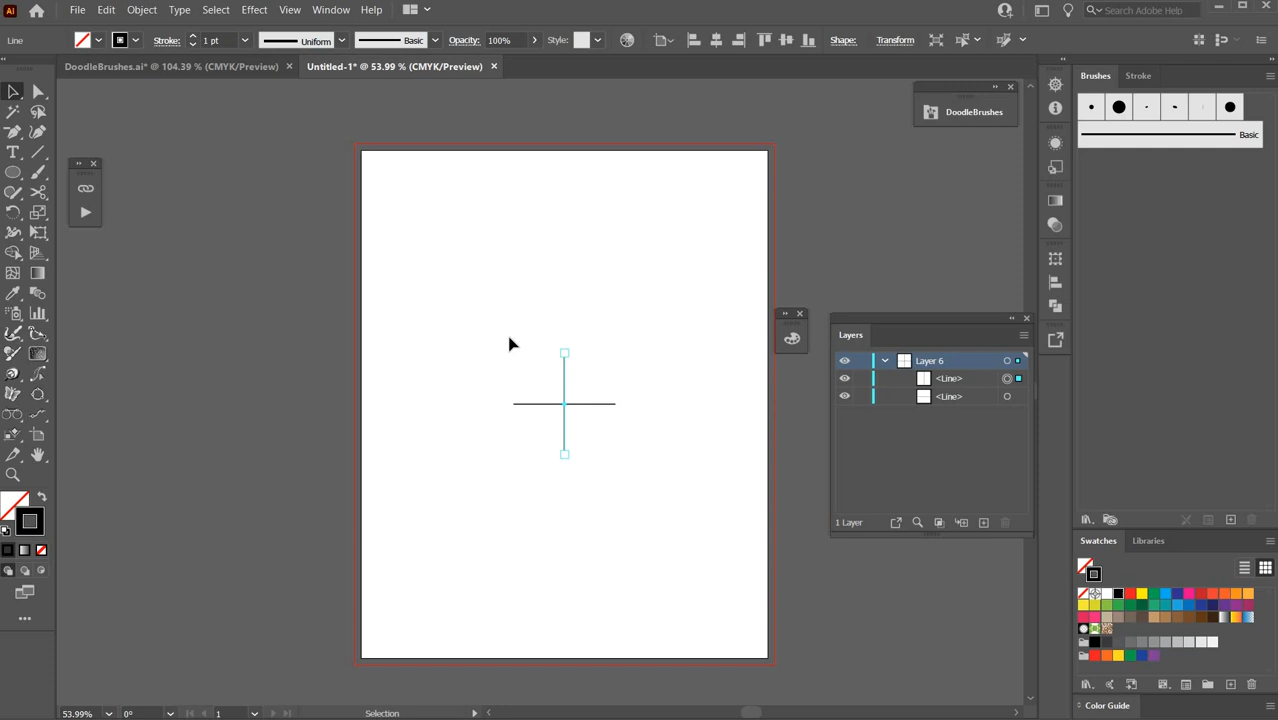 Ai File Edit Object Type Select Effect View Window Help Search Adobe Help
Line Stroke: 1 pt Uniform Basic Opacity: 100% Style: Shape: Transform
DoodleBrushes.ai* @ 104.39 % (CMYK/Preview) × Untitled-1* @ 53.99 % (CMYK/Preview) ×
Brushes Stroke
DoodleBrushes
Basic
Layers
Layer 6
<Line>
<Line>
1 Layer
Swatches Libraries
Color Guide
53.99% 0° 1 Selection